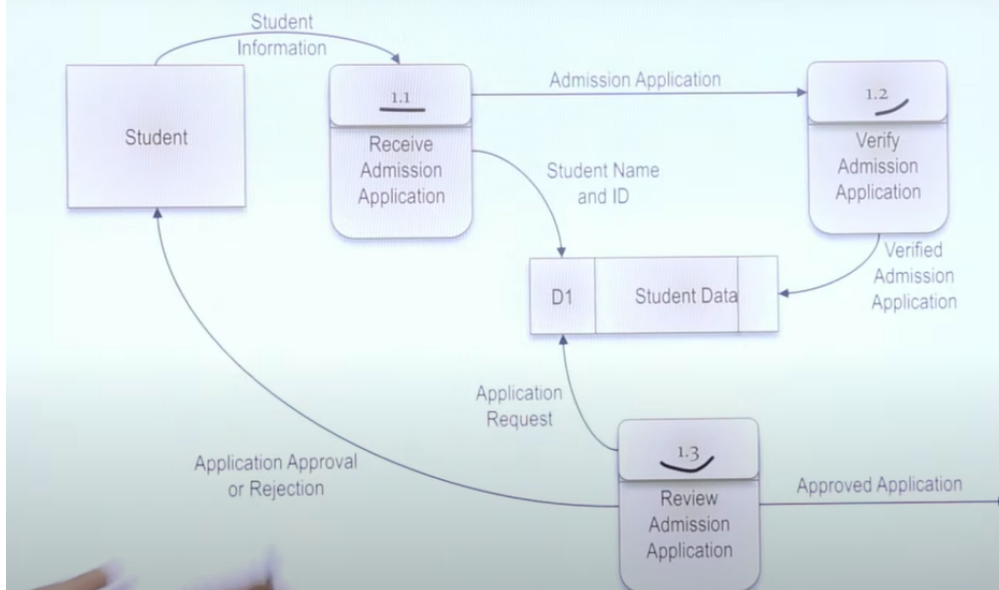 Student
Information
Student
1.1
Receive
Admission
Application
Admission Application
1.2
Verify
Admission
Application
Student Name
and ID
Verified
Admission
Application
D1
Student Data
Application
Request
Application Approval
or Rejection
1.3
Review
Admission
Application
Approved Application